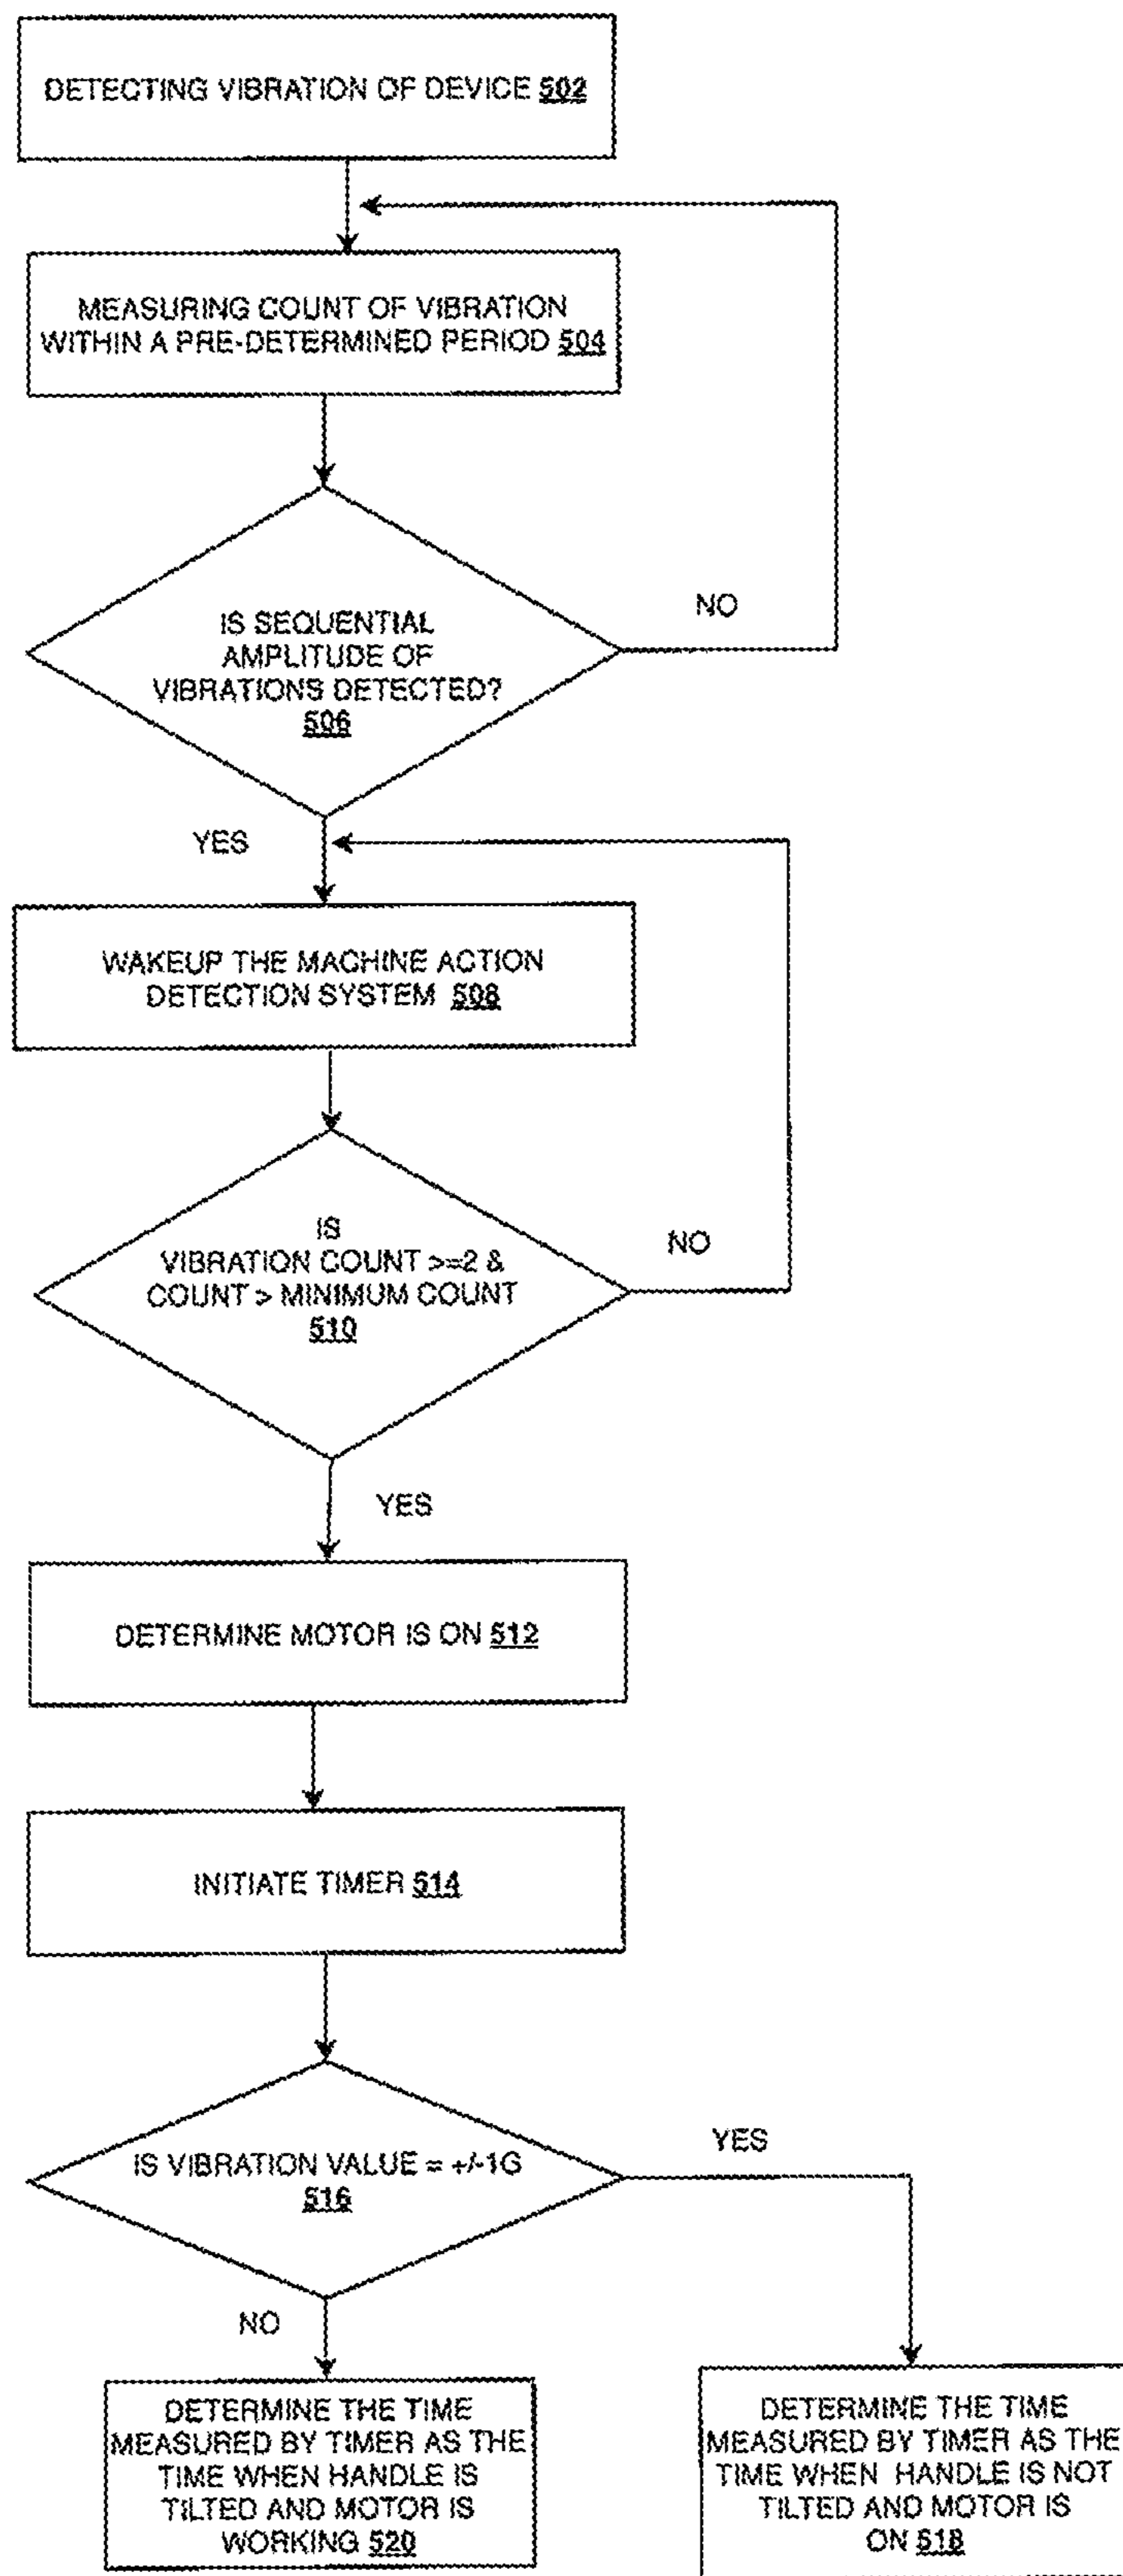 DETECTING VIBRATION OF DEVICE 502
MEASURING COUNT OF VIBRATION
WITHIN A PRE-DETERMINED PERIOD 504
IS SEQUENTIAL
AMPLITUDE OF
VIBRATIONS DETECTED?
506
NO
YES
WAKEUP THE MACHINE ACTION
DETECTION SYSTEM 508
IS
VIBRATION COUNT >=2 &
COUNT > MINIMUM COUNT
510
NO
YES
DETERMINE MOTOR IS ON 512
INITIATE TIMER 514
IS VIBRATION VALUE = +/-1G
516
YES
NO
DETERMINE THE TIME
MEASURED BY TIMER AS THE
TIME WHEN HANDLE IS
TILTED AND MOTOR IS
WORKING 520
DETERMINE THE TIME
MEASURED BY TIMER AS THE
TIME WHEN HANDLE IS NOT
TILTED AND MOTOR IS
ON 518